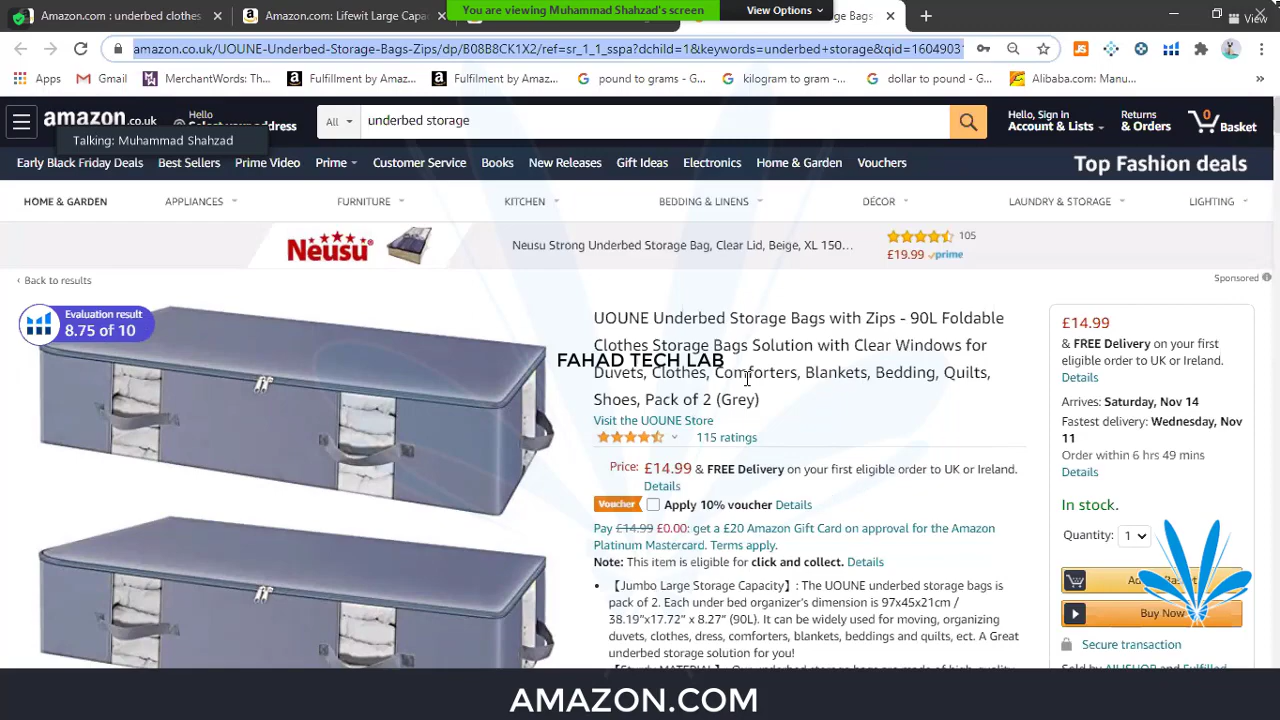 Amazon.com : underbed clothes
Amazon.com: Lifewit Large Capa
You are viewing Muhammad Shahzad's screen
View Options
age Bags
View
amazon.co.uk/UOUNE-Underbed-Storage-Bags-Zips/dp/B08B8CK1X2/ref=sr_1_1_sspa?dchild=1&keywords=underbed+storage&qid=1604903
Apps
Gmail
MerchantWords: Th...
Fulfillment by Amaz...
Fulfilment by Amaz...
pound to grams - G...
kilogram to gram -...
dollar to pound - G...
Alibaba.com: Manu...
amazon.co.uk
Hello
Select your address
All
underbed storage
Hello, Sign in
Account & Lists
Returns
& Orders
0
Basket
Talking: Muhammad Shahzad
Early Black Friday Deals
Best Sellers
Prime Video
Prime
Customer Service
Books
New Releases
Gift Ideas
Electronics
Home & Garden
Vouchers
Top Fashion deals
HOME & GARDEN
APPLIANCES
FURNITURE
KITCHEN
BEDDING & LINENS
DÉCOR
LAUNDRY & STORAGE
LIGHTING
Neusu
Neusu Strong Underbed Storage Bag, Clear Lid, Beige, XL 150...
105
£19.99 prime
‹ Back to results
Sponsored
Evaluation result
8.75 of 10
UOUNE Underbed Storage Bags with Zips - 90L Foldable
Clothes Storage Bags Solution with Clear Windows for
Duvets, Clothes, Comforters, Blankets, Bedding, Quilts,
Shoes, Pack of 2 (Grey)
FAHAD TECH LAB
Visit the UOUNE Store
115 ratings
Price: £14.99 & FREE Delivery on your first eligible order to UK or Ireland.
Details
Voucher Apply 10% voucher Details
Pay £14.99 £0.00: get a £20 Amazon Gift Card on approval for the Amazon
Platinum Mastercard. Terms apply.
Note: This item is eligible for click and collect. Details
• 【Jumbo Large Storage Capacity】: The UOUNE underbed storage bags is
pack of 2. Each under bed organizer's dimension is 97x45x21cm /
38.19"x17.72" x 8.27" (90L). It can be widely used for moving, organizing
duvets, clothes, dress, comforters, blankets, beddings and quilts, ect. A Great
underbed storage solution for you!
£14.99
& FREE Delivery on your first
eligible order to UK or Ireland.
Details
Arrives: Saturday, Nov 14
Fastest delivery: Wednesday, Nov
11
Order within 6 hrs 49 mins
Details
In stock.
Quantity: 1
Buy Now
Secure transaction
AMAZON.COM